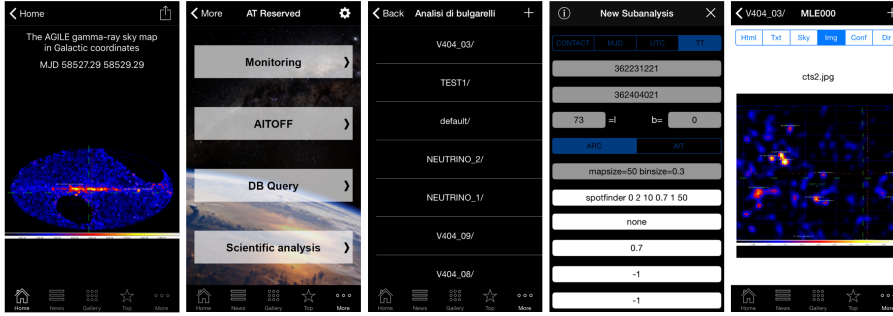 Home
The AGILE gamma-ray sky map
in Galactic coordinates
MJD 58527.29 58529.29
Home
News
Gallery
Top
More
More
AT Reserved
Monitoring
AITOFF
DB Query
Scientific analysis
Home
News
Gallery
Top
More
Back
Analisi di bulgarelli
V404_03/
TEST1/
default/
NEUTRINO_2/
NEUTRINO_1/
V404_09/
V404_08/
Home
News
Gallery
Top
More
New Subanalysis
CONTACT MJD UTC TT
362231221
362404021
73 =l b= 0
ARC AIT
mapsize=50 binsize=0.3
spotfinder 0 2 10 0.7 1 50
none
0.7
-1
-1
V404_03/
MLE000
Html Txt Sky Img Conf Dir
cts2.jpg
Home
News
Gallery
Top
More